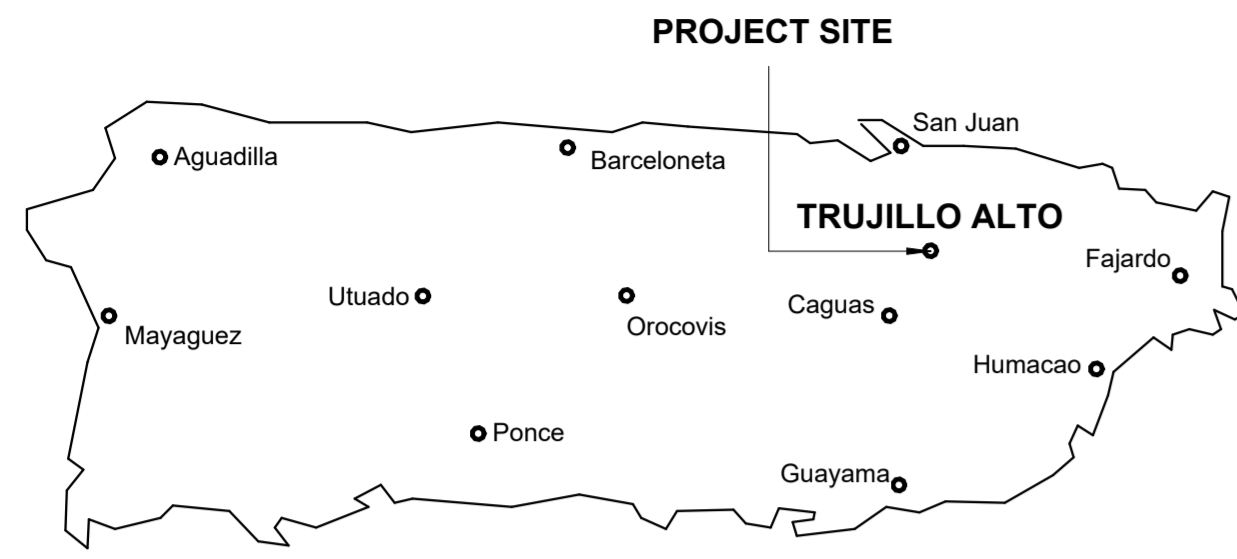 PROJECT SITE
San Juan
Aguadilla
Barceloneta
TRUJILLO ALTO
Fajardo
Utuado
Caguas
Orocovis
Mayaguez
Humacao
Ponce
Guayama